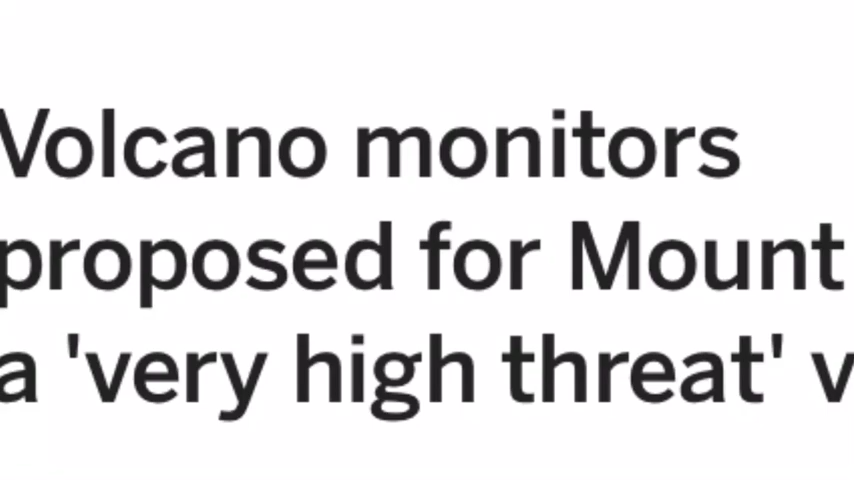 Volcano monitors
proposed for Mount
a 'very high threat' v